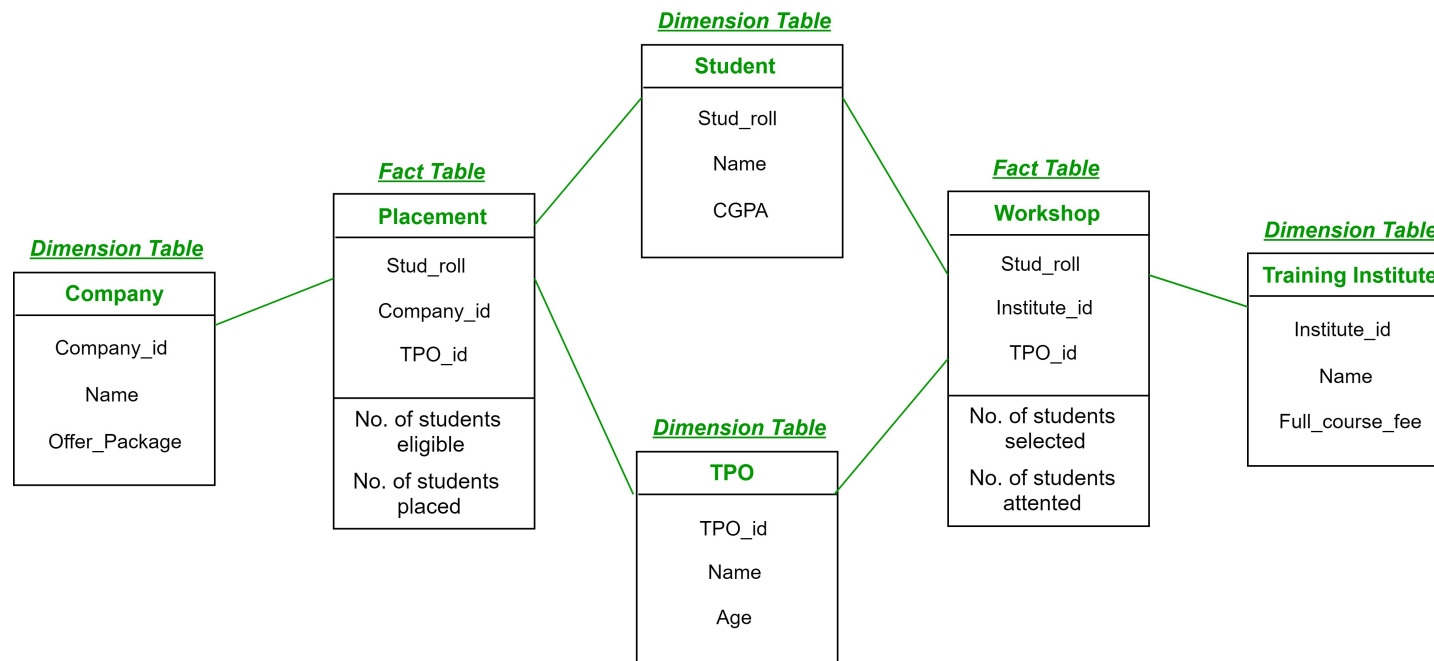 Dimension Table
Student
Stud_roll
Name
CGPA
Fact Table
Placement
Stud_roll
Company_id
TPO_id
No. of students
eligible
No. of students
placed
Fact Table
Workshop
Stud_roll
Institute_id
TPO_id
No. of students
selected
No. of students
attented
Dimension Table
Company
Company_id
Name
Offer_Package
Dimension Table
Training Institute
Institute_id
Name
Full_course_fee
Dimension Table
TPO
TPO_id
Name
Age